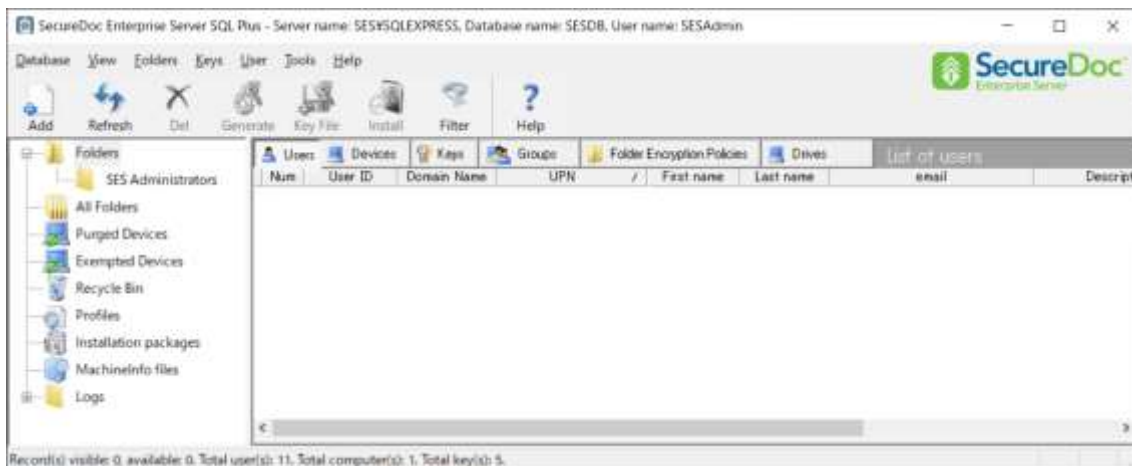 SecureDoc Enterprise Server SQL Plus - Server name: SES¥SQLEXPRESS, Database name: SESDB, User name: SESAdmin
Database View Folders Keys User Tools Help
SecureDoc
Enterprise Server
Add Refresh Del Generate Key File Install Filter Help
Folders
SES Administrators
All Folders
Purged Devices
Exempted Devices
Recycle Bin
Profiles
Installation packages
MachineInfo files
Logs
Users Devices Keys Groups Folder Encryption Policies Drives List of users
Num User ID Domain Name UPN / First name Last name email Descript
Record(s) visible: 0, available: 0. Total user(s): 11. Total computer(s): 1. Total key(s): 5.